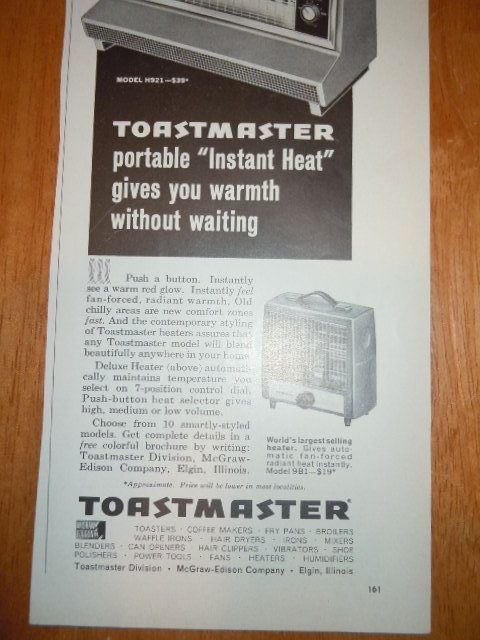 MODEL H921—$39*
TOASTMASTER
portable "Instant Heat"
gives you warmth
without waiting
Push a button. Instantly
see a warm red glow. Instantly feel
fan-forced, radiant warmth. Old
chilly areas are new comfort zones
fast. And the contemporary styling
of Toastmaster heaters assures that
any Toastmaster model will blend
beautifully anywhere in your home.
Deluxe Heater (above) automati-
cally maintains temperature you
select on 7-position control dial.
Push-button heat selector gives
high, medium or low volume.
Choose from 10 smartly-styled
models. Get complete details in a
free colorful brochure by writing:
Toastmaster Division, McGraw-
Edison Company, Elgin, Illinois.
World's largest selling
heater. Gives auto-
matic fan-forced
radiant heat instantly.
Model 9B1—$19*
*Approximate. Price will be lower in most localities.
TOASTMASTER®
McGRAW
EDISON
TOASTERS · COFFEE MAKERS · FRY PANS · BROILERS
WAFFLE IRONS · HAIR DRYERS · IRONS · MIXERS
BLENDERS · CAN OPENERS · HAIR CLIPPERS · VIBRATORS · SHOE
POLISHERS · POWER TOOLS · FANS · HEATERS · HUMIDIFIERS
Toastmaster Division · McGraw-Edison Company · Elgin, Illinois
161